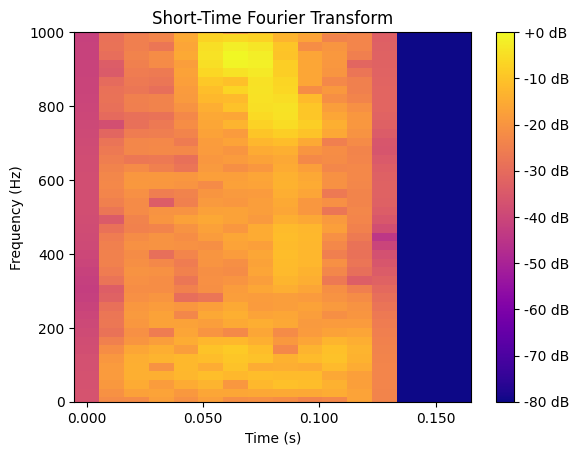 Short-Time Fourier Transform
1000
800
600
400
200
0
Frequency (Hz)
0.000
0.050
0.100
0.150
Time (s)
+0 dB
-10 dB
-20 dB
-30 dB
-40 dB
-50 dB
-60 dB
-70 dB
-80 dB